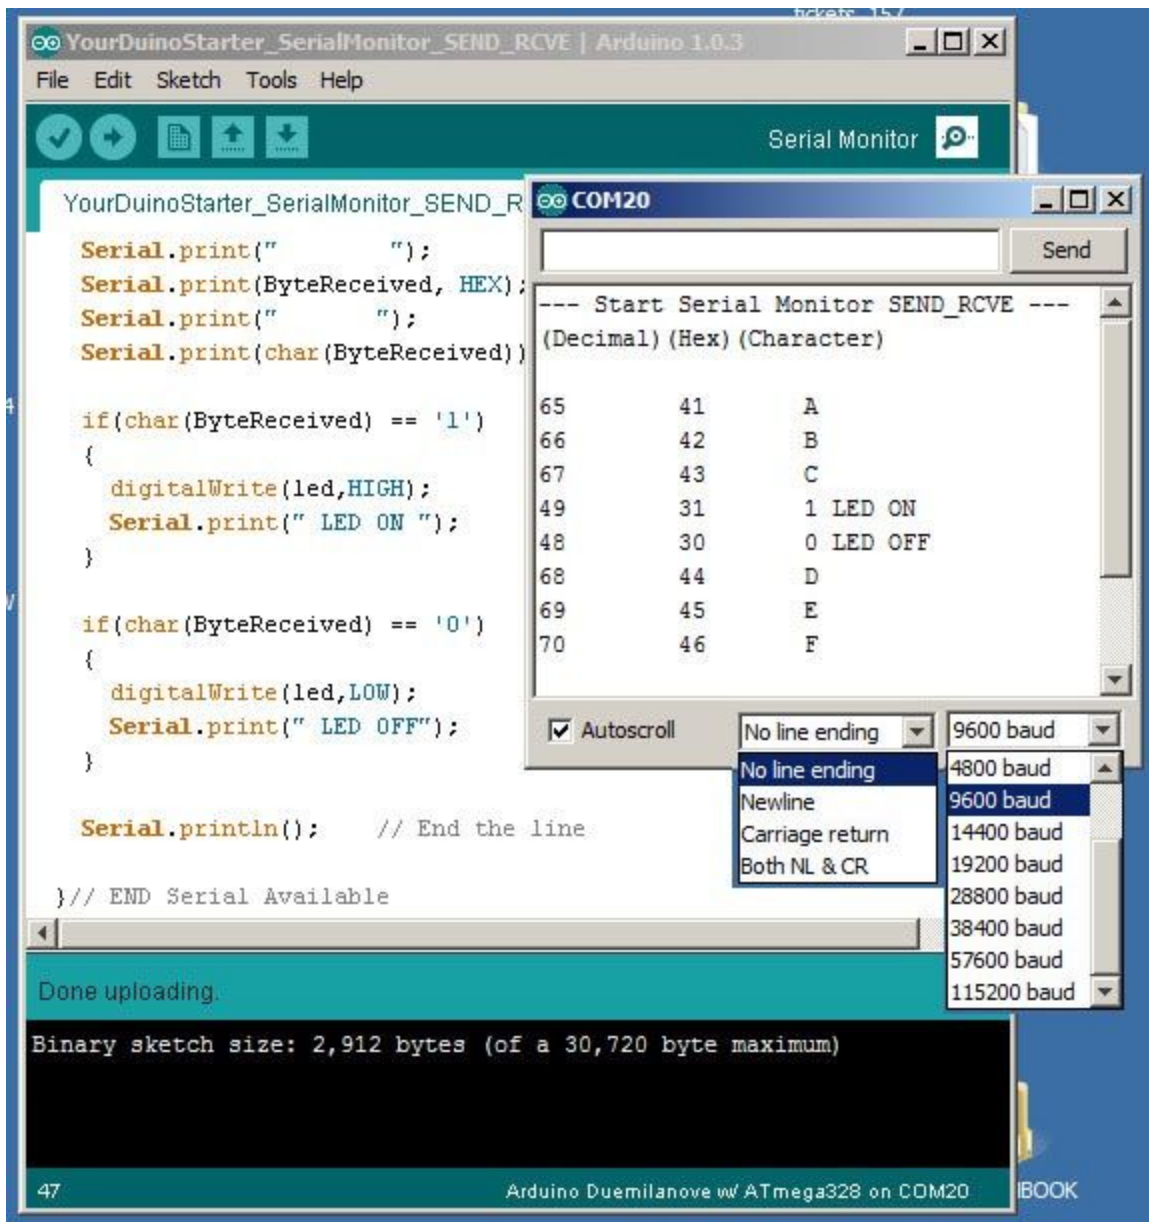 tickets 157
YourDuinoStarter_SerialMonitor_SEND_RCVE | Arduino 1.0.3
File Edit Sketch Tools Help
Serial Monitor
YourDuinoStarter_SerialMonitor_SEND_R
Serial.print("        ");
Serial.print(ByteReceived, HEX);
Serial.print("       ");
Serial.print(char(ByteReceived))
if(char(ByteReceived) == '1')
{
digitalWrite(led,HIGH);
Serial.print(" LED ON ");
}
if(char(ByteReceived) == '0')
{
digitalWrite(led,LOW);
Serial.print(" LED OFF");
}
Serial.println();    // End the line
}// END Serial Available
COM20
Send
--- Start Serial Monitor SEND_RCVE ---
(Decimal)(Hex)(Character)
65 41 A
66 42 B
67 43 C
49 31 1 LED ON
48 30 0 LED OFF
68 44 D
69 45 E
70 46 F
Autoscroll
No line ending
9600 baud
No line ending
Newline
Carriage return
Both NL & CR
4800 baud
9600 baud
14400 baud
19200 baud
28800 baud
38400 baud
57600 baud
115200 baud
Done uploading.
Binary sketch size: 2,912 bytes (of a 30,720 byte maximum)
47
Arduino Duemilanove w/ ATmega328 on COM20